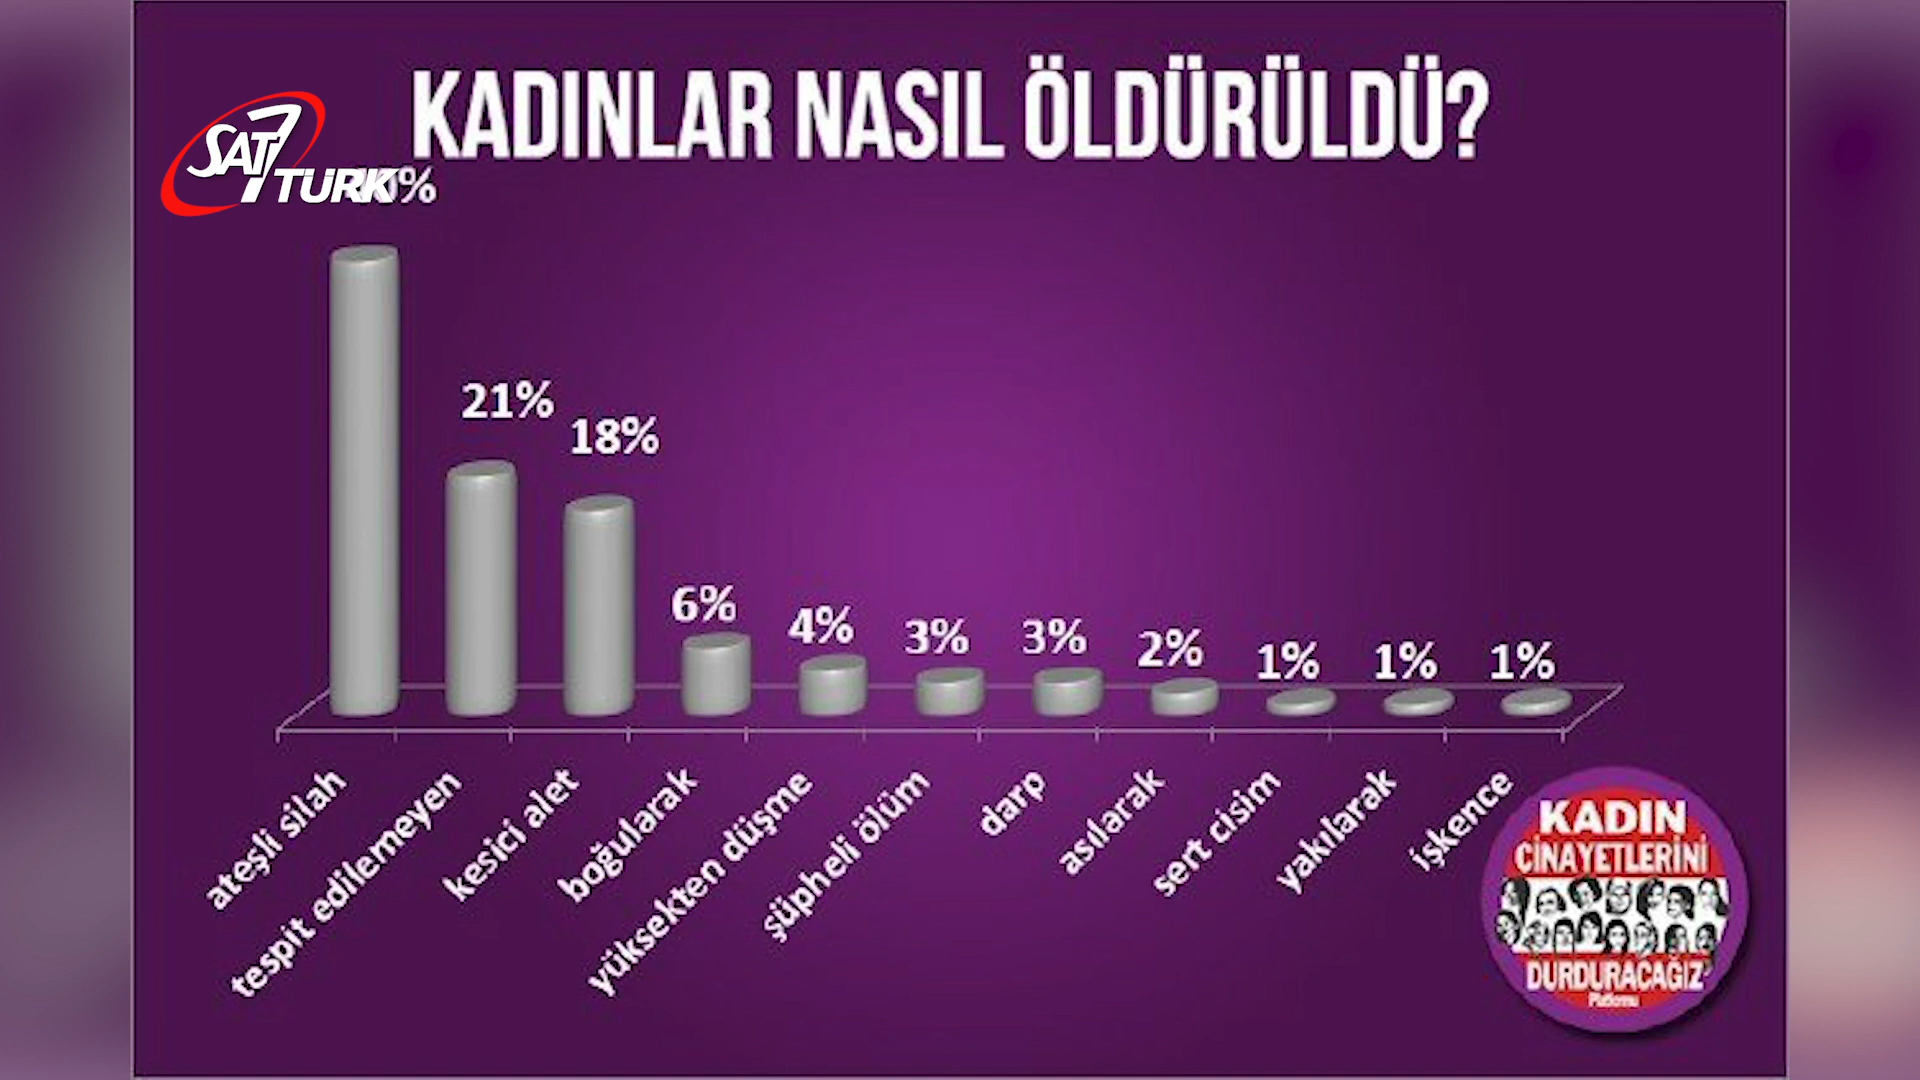 KADINLAR NASIL ÖLDÜRÜLDÜ?
SAT7
TÜRK
21%
18%
6%
4%
3%
3%
2%
1%
1%
1%
ateşli silah
tespit edilemeyen
kesici alet
boğularak
yüksekten düşme
şüpheli ölüm
darp
asılarak
sert cisim
yakılarak
işkence
KADIN
CİNAYETLERİNİ
DURDURACAĞIZ
Platformu